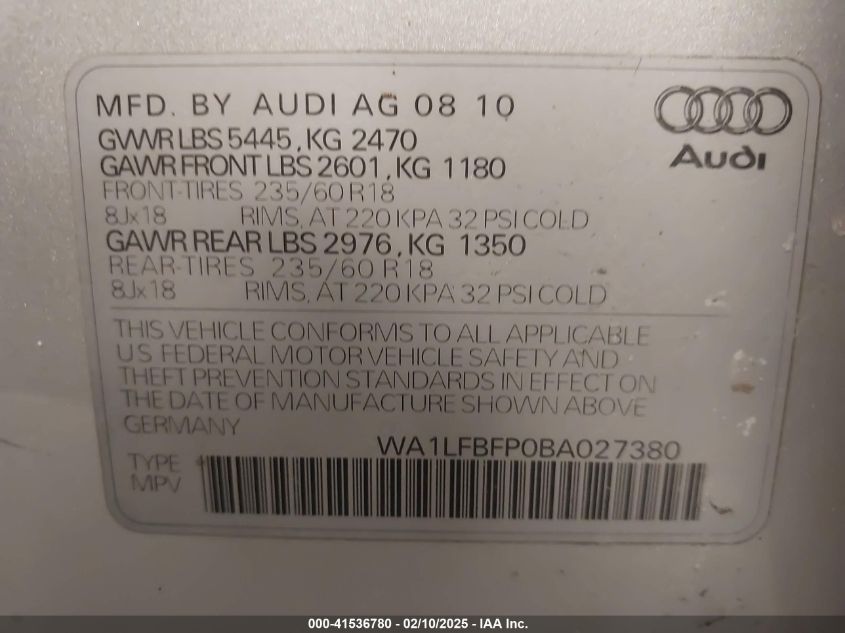 MFD. BY AUDI AG 08 10
GVWR LBS 5445, KG 2470
GAWR FRONT LBS 2601, KG 1180
FRONT-TIRES 235/60 R18
8Jx18 RIMS, AT 220 KPA 32 PSI COLD
GAWR REAR LBS 2976, KG 1350
REAR-TIRES 235/60 R18
8Jx18 RIMS, AT 220 KPA 32 PSI COLD
Audi
THIS VEHICLE CONFORMS TO ALL APPLICABLE
US FEDERAL MOTOR VEHICLE SAFETY AND
THEFT PREVENTION STANDARDS IN EFFECT ON
THE DATE OF MANUFACTURE SHOWN ABOVE
GERMANY
WA1LFBFP0BA027380
TYPE
MPV
000-41536780 - 02/10/2025 - IAA Inc.